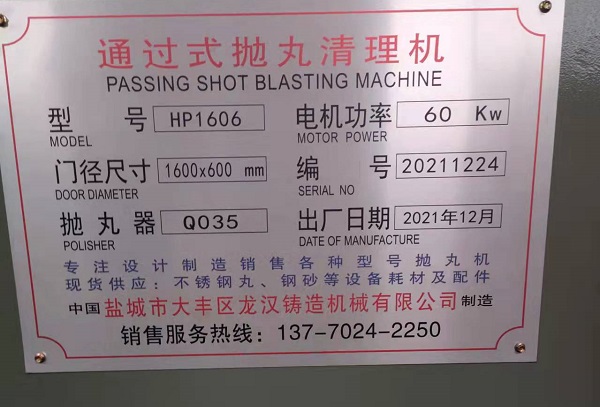 通过式抛丸清理机
PASSING SHOT BLASTING MACHINE
型 号 HP1606 电机功率 60 Kw
MODEL MOTOR POWER
门径尺寸 1600x600 mm 编 号 20211224
DOOR DIAMETER SERIAL NO
抛丸器 Q035 出厂日期 2021年12月
POLISHER DATE OF MANUFACTURE
专注设计制造销售各种型号抛丸机
现货供应：不锈钢丸、钢砂等设备耗材及配件
中国盐城市大丰区龙汉铸造机械有限公司制造
销售服务热线：137-7024-2250